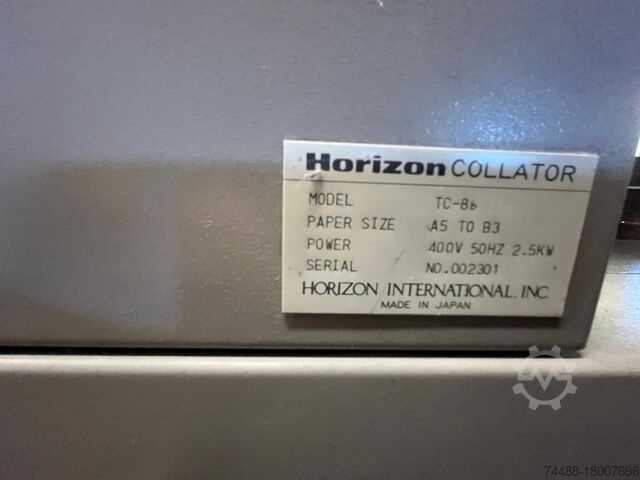 Horizon COLLATOR
MODEL TC-8b
PAPER SIZE A5 TO B3
POWER 400V 50HZ 2.5KW
SERIAL NO.002301
HORIZON INTERNATIONAL, INC.
MADE IN JAPAN
74488-18007696